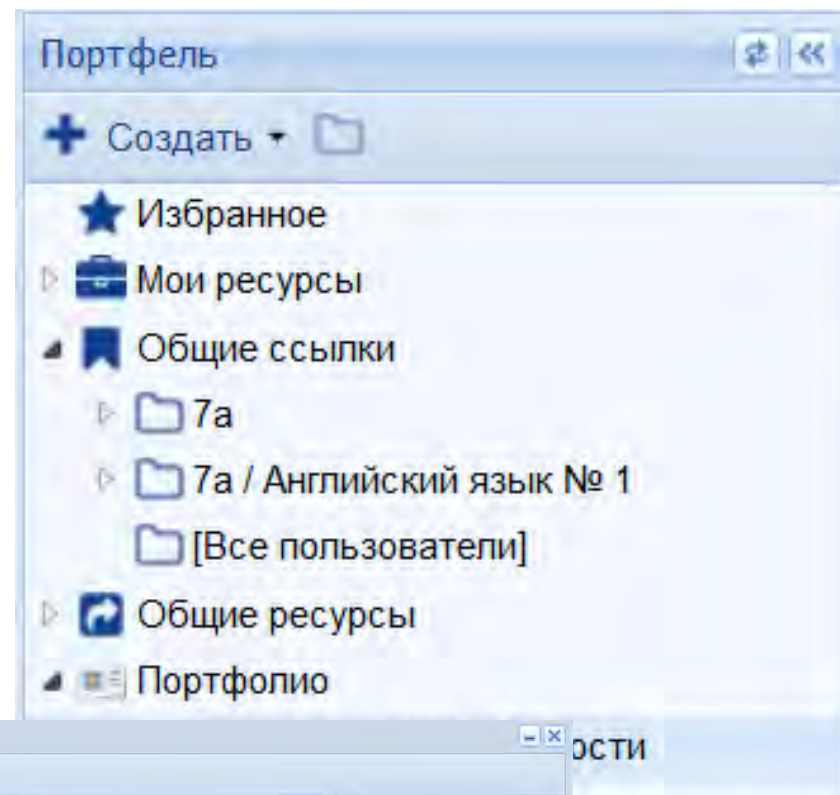 Портфель
Создать
Избранное
Мои ресурсы
Общие ссылки
7а
7а / Английский язык № 1
[Все пользователи]
Общие ресурсы
Портфолио
ости